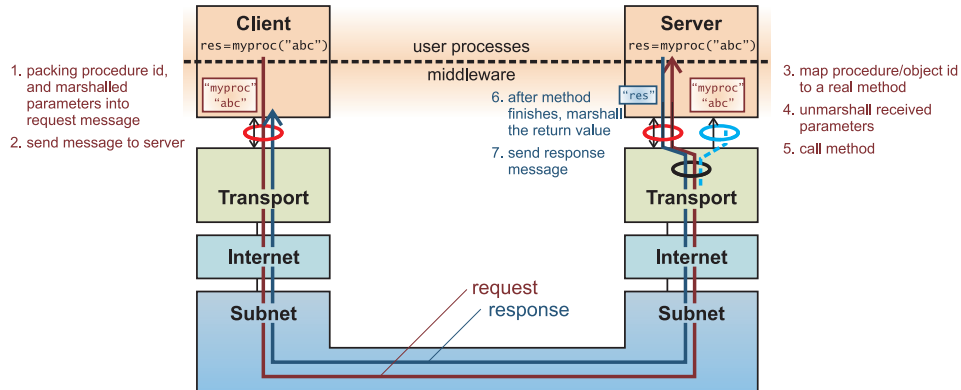 Client
res=myproc("abc")
Server
res=myproc("abc")
user processes
middleware
1. packing procedure id,
and marshalled
parameters into
request message
2. send message to server
"myproc"
"abc"
6. after method
finishes, marshall
the return value
7. send response
message
"res"
"myproc"
"abc"
3. map procedure/object id
to a real method
4. unmarshall received
parameters
5. call method
Transport
Transport
Internet
Internet
request
response
Subnet
Subnet